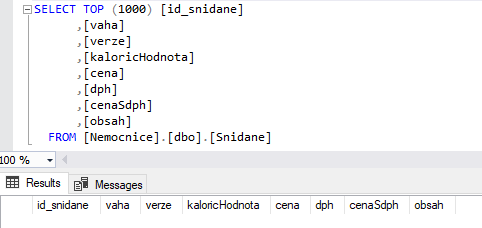 SELECT TOP (1000) [id_snidane]
,[vaha]
,[verze]
,[kaloricHodnota]
,[cena]
,[dph]
,[cenaSdph]
,[obsah]
FROM [Nemocnice].[dbo].[Snidane]
100 %
Results Messages
id_snidane vaha verze kaloricHodnota cena dph cenaSdph obsah